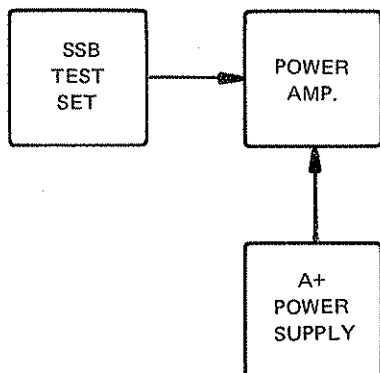 SSB
TEST
SET
POWER
AMP.
A+
POWER
SUPPLY